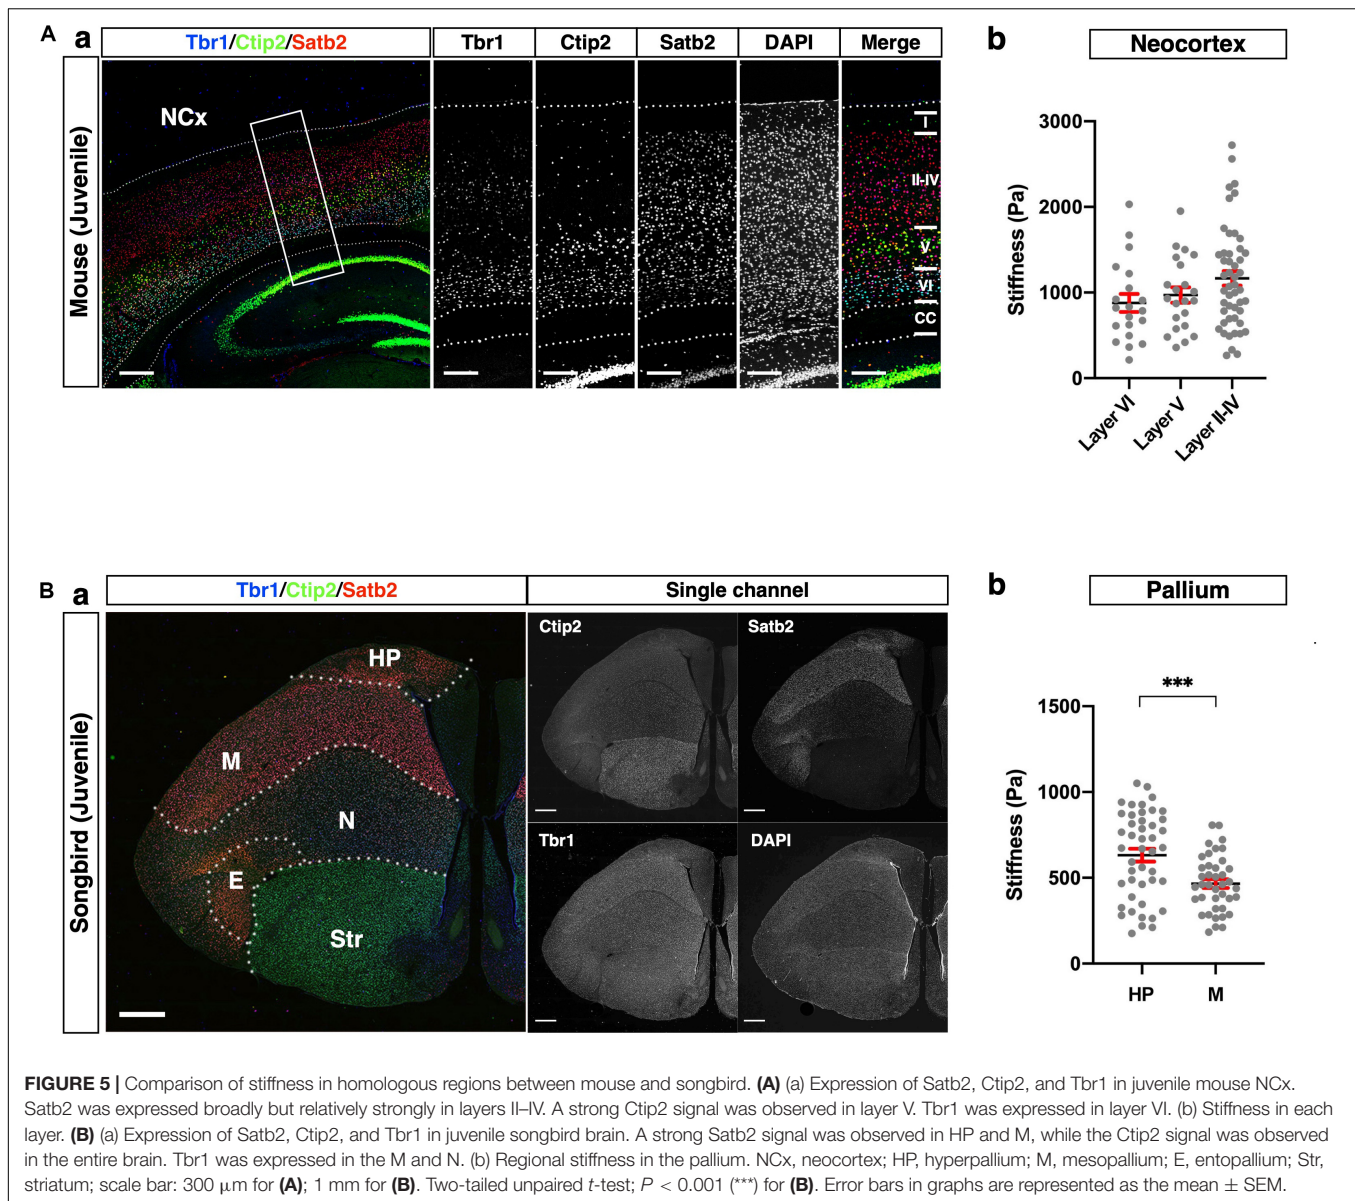 A a Tbr1/Ctip2/Satb2 Tbr1 Ctip2 Satb2 DAPI Merge
Mouse (Juvenile)
NCx
I
II-IV
V
VI
CC
b Neocortex
Stiffness (Pa)
3000
2000
1000
0
Layer VI Layer V Layer II-IV
B a Tbr1/Ctip2/Satb2 Single channel
Songbird (Juvenile)
HP
M
N
E
Str
Ctip2 Satb2
Tbr1 DAPI
b Pallium
***
Stiffness (Pa)
1500
1000
500
0
HP M
FIGURE 5 | Comparison of stiffness in homologous regions between mouse and songbird. (A) (a) Expression of Satb2, Ctip2, and Tbr1 in juvenile mouse NCx.
Satb2 was expressed broadly but relatively strongly in layers II–IV. A strong Ctip2 signal was observed in layer V. Tbr1 was expressed in layer VI. (b) Stiffness in each
layer. (B) (a) Expression of Satb2, Ctip2, and Tbr1 in juvenile songbird brain. A strong Satb2 signal was observed in HP and M, while the Ctip2 signal was observed
in the entire brain. Tbr1 was expressed in the M and N. (b) Regional stiffness in the pallium. NCx, neocortex; HP, hyperpallium; M, mesopallium; E, entopallium; Str,
striatum; scale bar: 300 μm for (A); 1 mm for (B). Two-tailed unpaired t-test; P < 0.001 (***) for (B). Error bars in graphs are represented as the mean ± SEM.